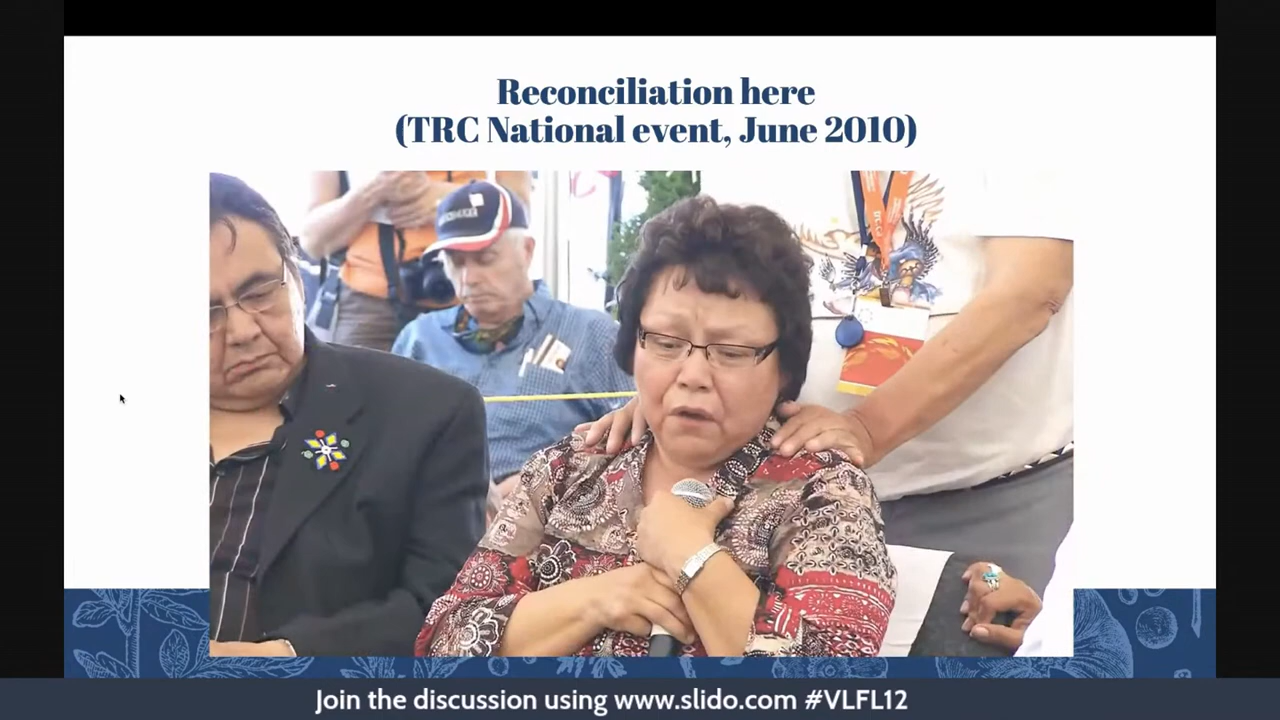 Reconciliation here
(TRC National event, June 2010)
Join the discussion using www.slido.com #VLFL12